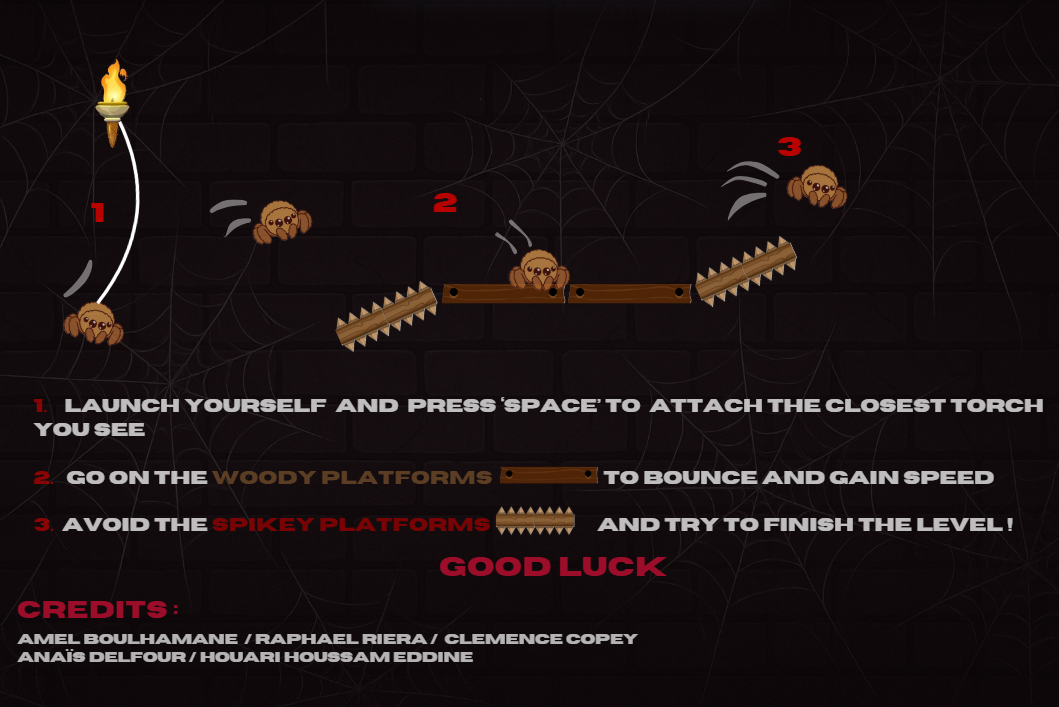 1
2
3
1. LAUNCH YOURSELF AND PRESS 'SPACE' TO ATTACH THE CLOSEST TORCH
YOU SEE
2. GO ON THE WOODY PLATFORMS TO BOUNCE AND GAIN SPEED
3. AVOID THE SPIKEY PLATFORMS AND TRY TO FINISH THE LEVEL !
GOOD LUCK
CREDITS :
AMEL BOULHAMANE / RAPHAEL RIERA / CLEMENCE COPEY
ANAÏS DELFOUR / HOUARI HOUSSAM EDDINE